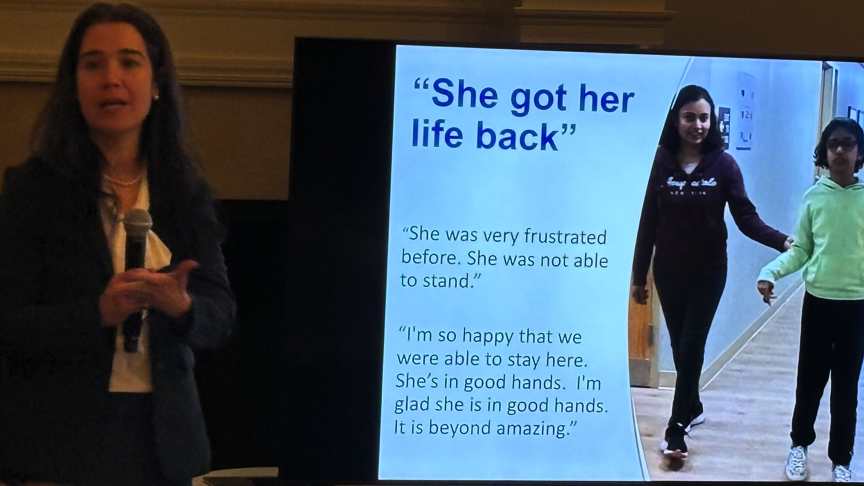 “She got her
life back”
“She was very frustrated
before. She was not able
to stand.”
“I'm so happy that we
were able to stay here.
She’s in good hands.  I'm
glad she is in good hands.
It is beyond amazing.”